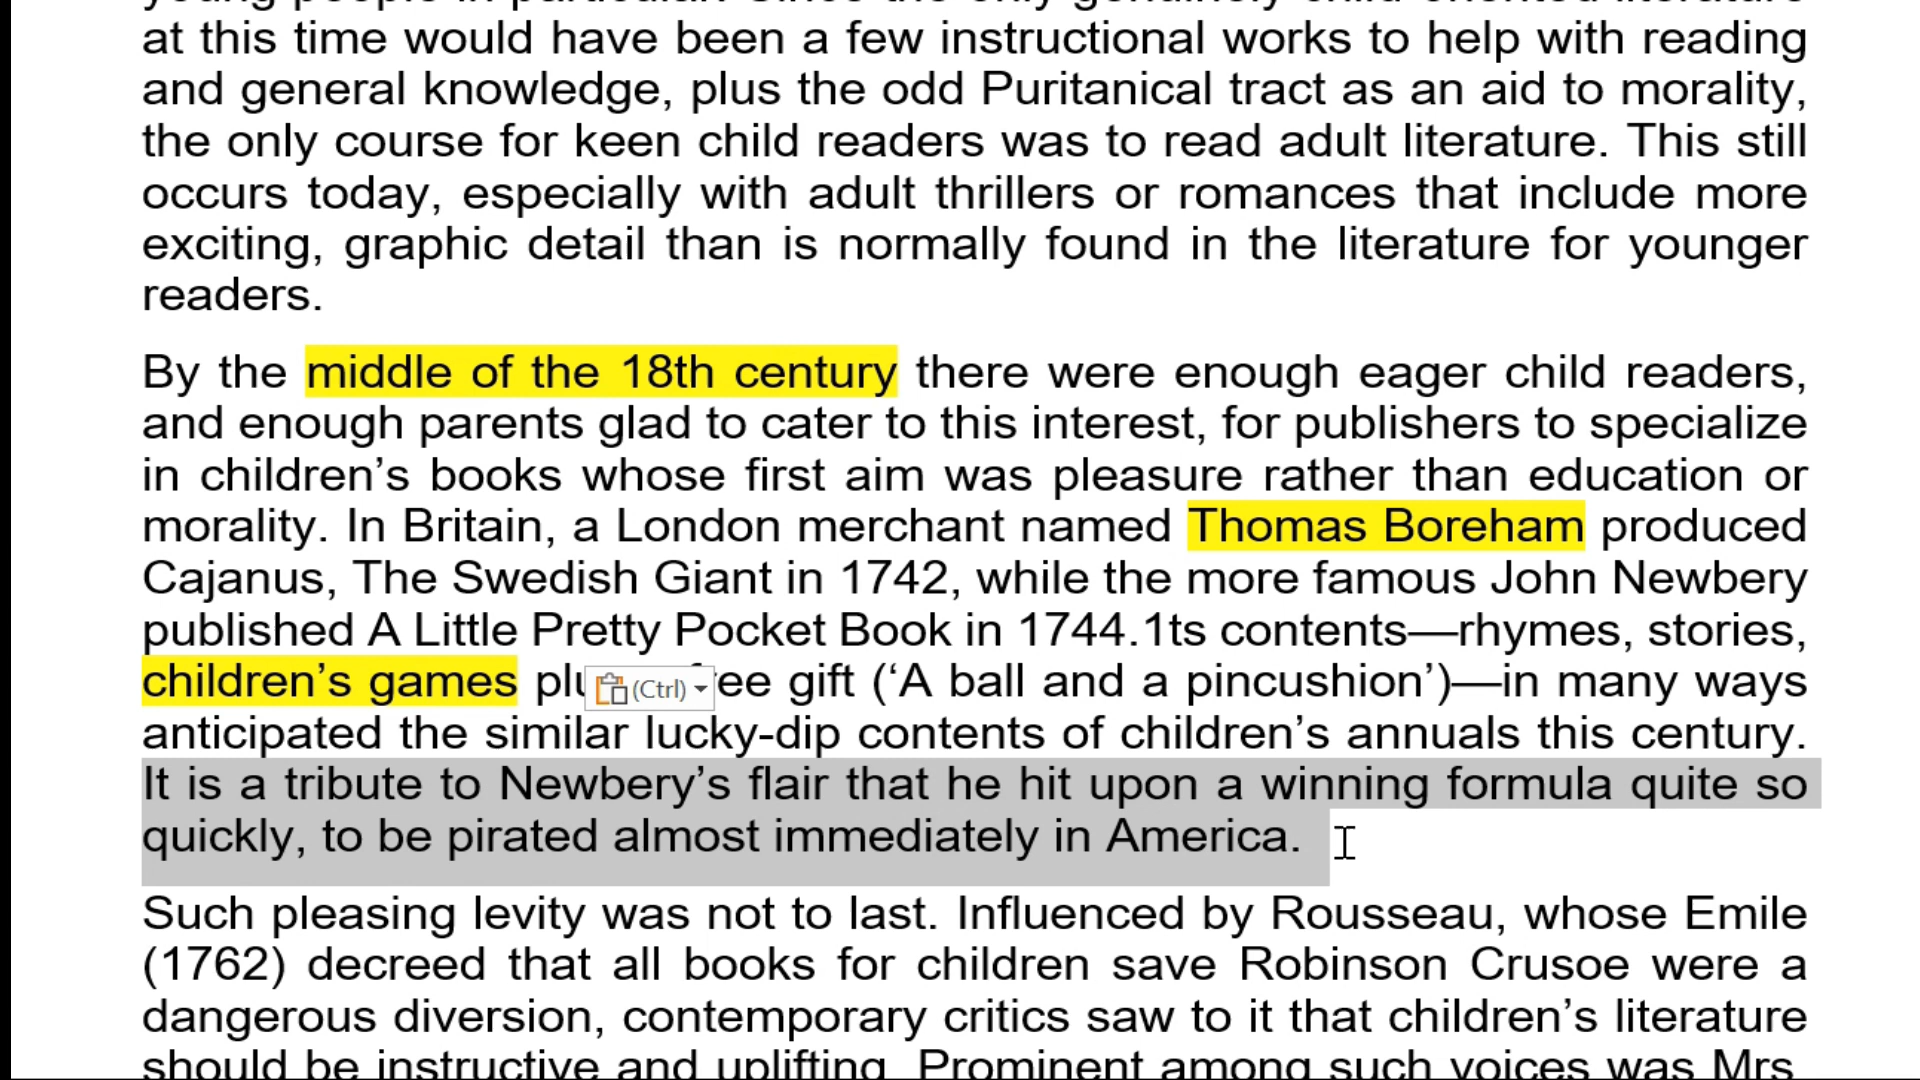 at this time would have been a few instructional works to help with reading
and general knowledge, plus the odd Puritanical tract as an aid to morality,
the only course for keen child readers was to read adult literature. This still
occurs today, especially with adult thrillers or romances that include more
exciting, graphic detail than is normally found in the literature for younger
readers.
By the middle of the 18th century there were enough eager child readers,
and enough parents glad to cater to this interest, for publishers to specialize
in children’s books whose first aim was pleasure rather than education or
morality. In Britain, a London merchant named Thomas Boreham produced
Cajanus, The Swedish Giant in 1742, while the more famous John Newbery
published A Little Pretty Pocket Book in 1744.1ts contents—rhymes, stories,
children’s games (Ctrl) gift (‘A ball and a pincushion’)—in many ways
anticipated the similar lucky-dip contents of children’s annuals this century.
It is a tribute to Newbery’s flair that he hit upon a winning formula quite so
quickly, to be pirated almost immediately in America.
Such pleasing levity was not to last. Influenced by Rousseau, whose Emile
(1762) decreed that all books for children save Robinson Crusoe were a
dangerous diversion, contemporary critics saw to it that children’s literature
should be instructive and uplifting. Prominent among such voices was Mrs.